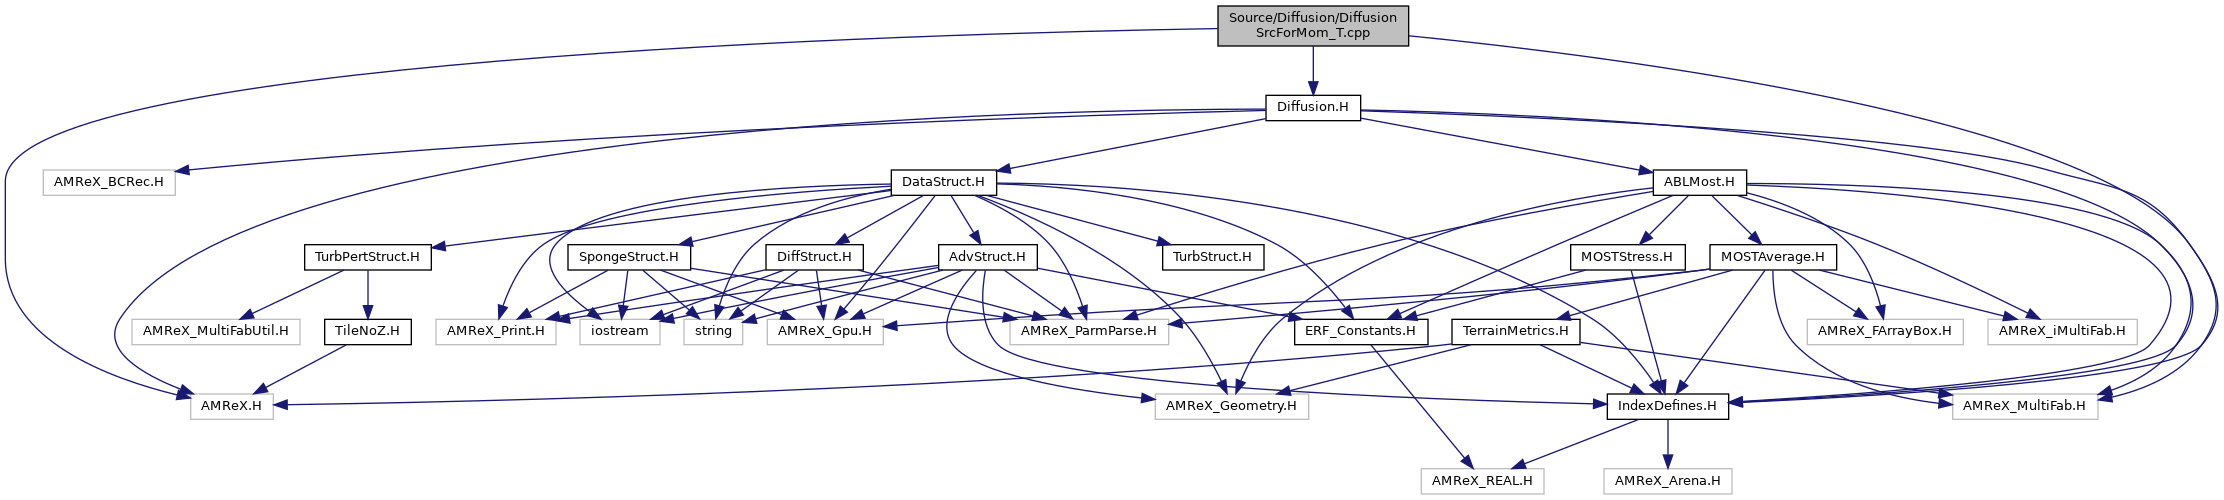 Source/Diffusion/Diffusion
SrcForMom_T.cpp
Diffusion.H
AMReX_BCRec.H
DataStruct.H
ABLMost.H
TurbPertStruct.H
SpongeStruct.H
DiffStruct.H
AdvStruct.H
TurbStruct.H
MOSTStress.H
MOSTAverage.H
AMReX_MultiFabUtil.H
TileNoZ.H
AMReX_Print.H
iostream
string
AMReX_Gpu.H
AMReX_ParmParse.H
ERF_Constants.H
TerrainMetrics.H
AMReX_FArrayBox.H
AMReX_iMultiFab.H
AMReX.H
AMReX_Geometry.H
IndexDefines.H
AMReX_MultiFab.H
AMReX_REAL.H
AMReX_Arena.H